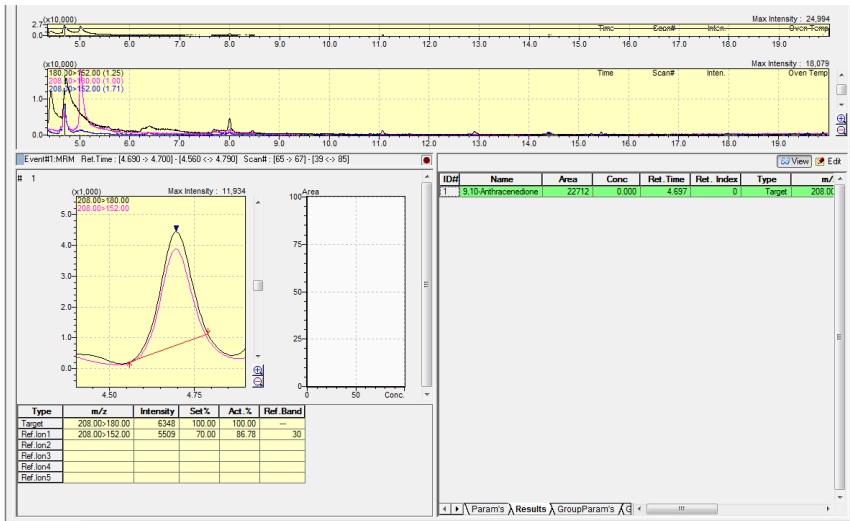 (x10,000) Max Intensity : 24,994
2.7 Time Scan# Inten. Oven Temp
0.0
5.0 6.0 7.0 8.0 9.0 10.0 11.0 12.0 13.0 14.0 15.0 16.0 17.0 18.0 19.0
(x10,000) Max Intensity : 18,079
180.00>152.00 (1.25) Time Scan# Inten. Oven Temp
208.00>180.00 (1.00)
208.00>152.00 (1.71)
1.0
0.0
5.0 6.0 7.0 8.0 9.0 10.0 11.0 12.0 13.0 14.0 15.0 16.0 17.0 18.0 19.0
Event#1:MRM Ret.Time : [4.690 -> 4.700] - [4.560 <-> 4.790] Scan# : [65 -> 67] - [39 <-> 85]
View Edit
# 1
(x1,000) Max Intensity : 11,934
208.00>180.00
208.00>152.00
5.0
4.0
3.0
2.0
1.0
0.0
4.50 4.75
Area
100
75
50
25
0
0 50 Conc.
ID# Name Area Conc Ret.Time Ret. Index Type m/
1 9,10-Anthracenedione 22712 0.000 4.697 0 Target 208.00
Type m/z Intensity Set% Act.% Ref.Band
Target 208.00>180.00 6348 100.00 100.00 ---
Ref.Ion1 208.00>152.00 5509 70.00 86.78 30
Ref.Ion2
Ref.Ion3
Ref.Ion4
Ref.Ion5
Param's Results GroupParam's G